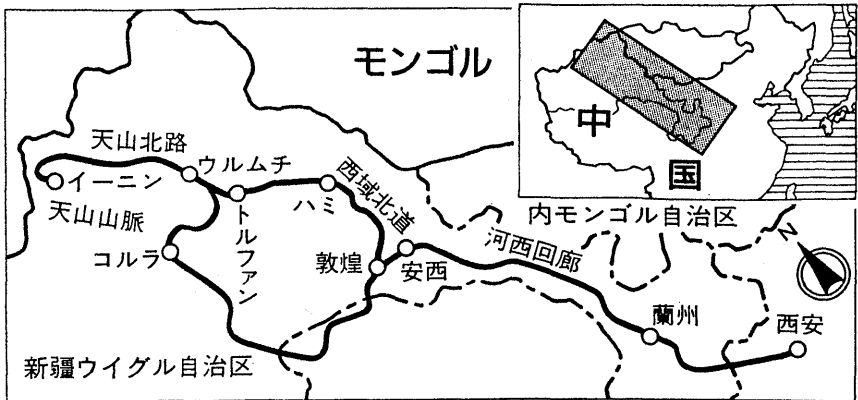 モンゴル
中
国
天山北路
ウルムチ
イーニン
天山山脈
トルファン
ハミ
西域北道
コルラ
敦煌
安西
河西回廊
内モンゴル自治区
N
蘭州
西安
新疆ウイグル自治区